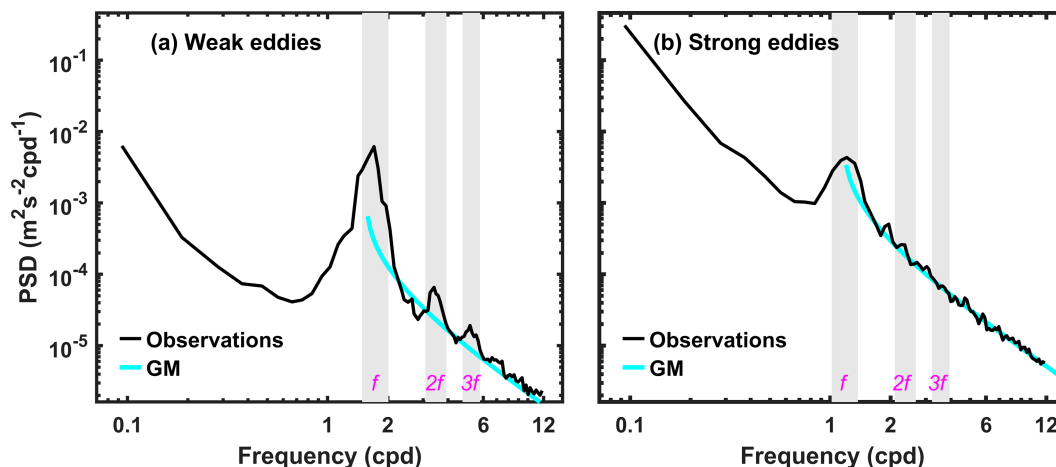 (a) Weak eddies
(b) Strong eddies
10⁻¹
10⁻²
10⁻³
10⁻⁴
10⁻⁵
PSD (m²s⁻²cpd⁻¹)
Observations
GM
f 2f 3f
Observations
GM
f 2f 3f
0.1 1 2 6 12
0.1 1 2 6 12
Frequency (cpd)
Frequency (cpd)